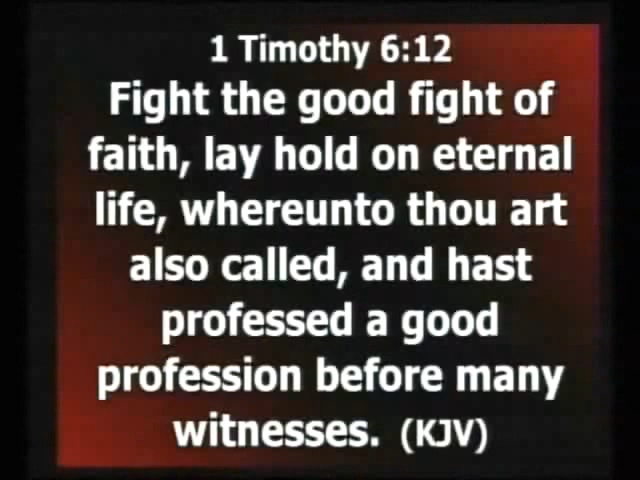 1 Timothy 6:12
Fight the good fight of
faith, lay hold on eternal
life, whereunto thou art
also called, and hast
professed a good
profession before many
witnesses. (KJV)